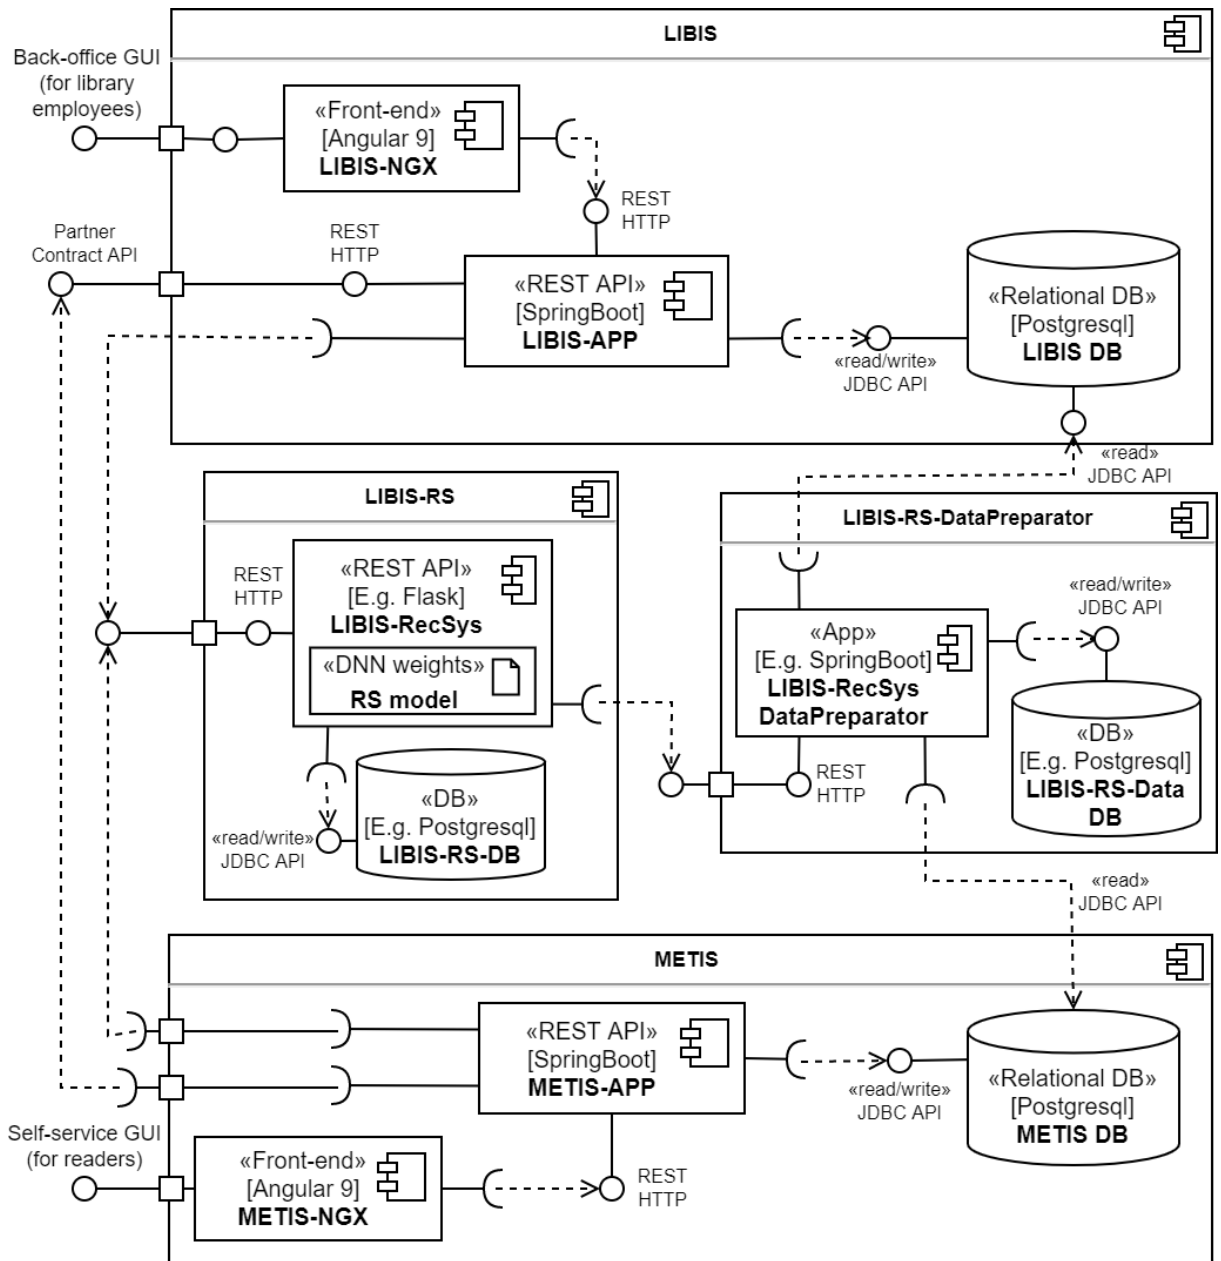 LIBIS
Back-office GUI
(for library
employees)
«Front-end»
[Angular 9]
LIBIS-NGX
REST
HTTP
Partner
Contract API
REST
HTTP
«REST API»
[SpringBoot]
LIBIS-APP
«read/write»
JDBC API
«Relational DB»
[Postgresql]
LIBIS DB
«read»
JDBC API
LIBIS-RS
REST
HTTP
«REST API»
[E.g. Flask]
LIBIS-RecSys
«DNN weights»
RS model
«read/write»
JDBC API
«DB»
[E.g. Postgresql]
LIBIS-RS-DB
LIBIS-RS-DataPreparator
«App»
[E.g. SpringBoot]
LIBIS-RecSys
DataPreparator
«read/write»
JDBC API
REST
HTTP
«DB»
[E.g. Postgresql]
LIBIS-RS-Data
DB
«read»
JDBC API
METIS
«REST API»
[SpringBoot]
METIS-APP
«read/write»
JDBC API
«Relational DB»
[Postgresql]
METIS DB
Self-service GUI
(for readers)
«Front-end»
[Angular 9]
METIS-NGX
REST
HTTP